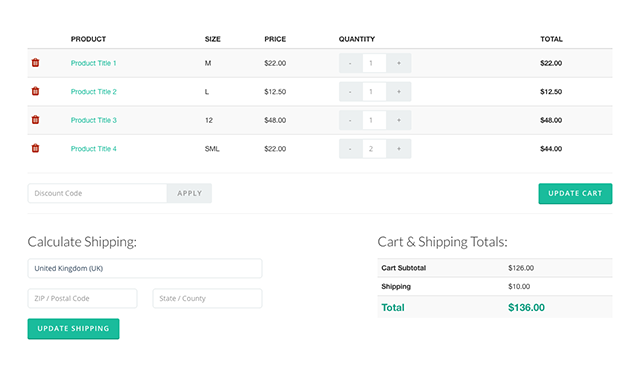 PRODUCT SIZE PRICE QUANTITY TOTAL
Product Title 1 M $22.00 - 1 + $22.00
Product Title 2 L $12.50 - 1 + $12.50
Product Title 3 12 $48.00 - 1 + $48.00
Product Title 4 SML $22.00 - 2 + $44.00
Discount Code APPLY UPDATE CART
Calculate Shipping:
United Kingdom (UK)
ZIP / Postal Code State / County
UPDATE SHIPPING
Cart & Shipping Totals:
Cart Subtotal $126.00
Shipping $10.00
Total $136.00